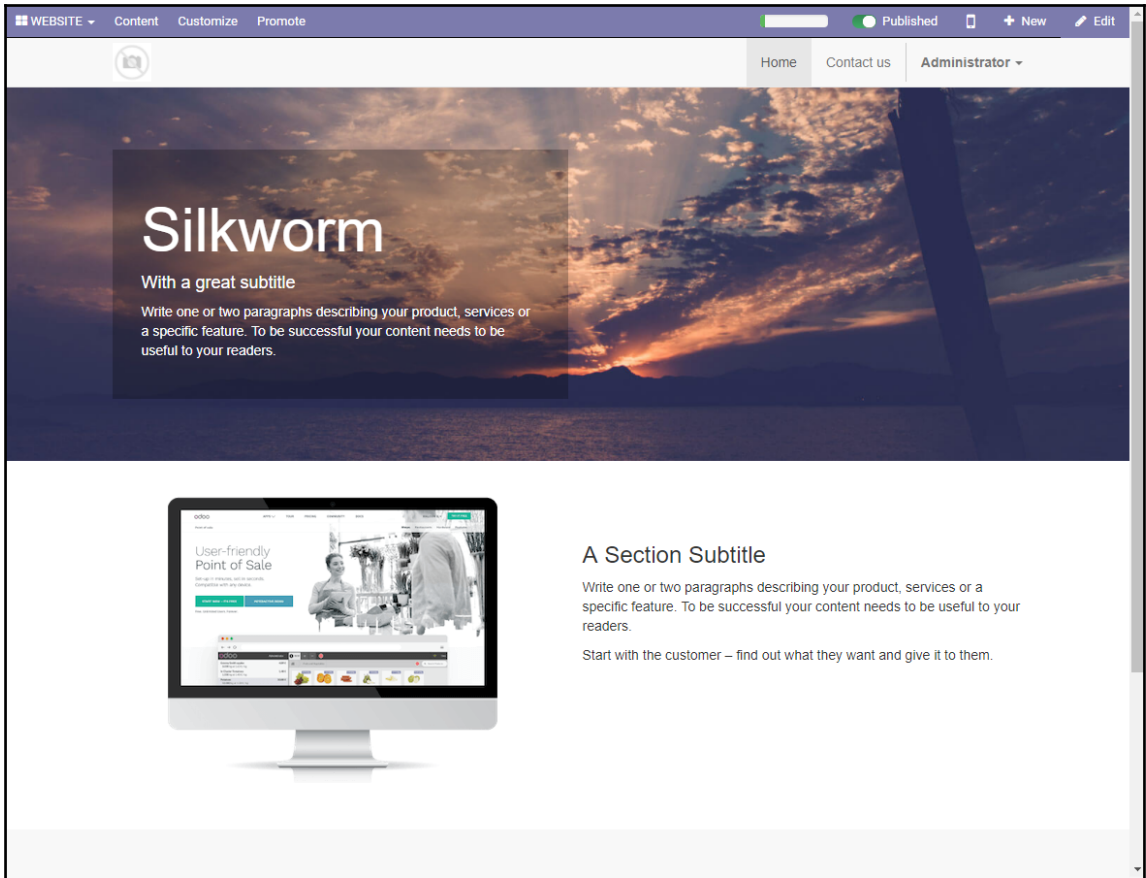 WEBSITE Content Customize Promote Published New Edit
Home Contact us Administrator
Silkworm
With a great subtitle
Write one or two paragraphs describing your product, services or
a specific feature. To be successful your content needs to be
useful to your readers.
odoo
User-friendly
Point of Sale
A Section Subtitle
Write one or two paragraphs describing your product, services or a
specific feature. To be successful your content needs to be useful to your
readers.
Start with the customer – find out what they want and give it to them.
odoo